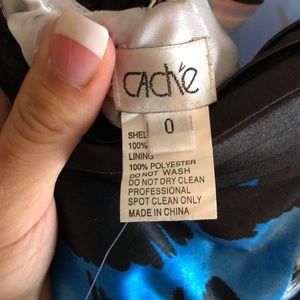 CACHÉ
0
SHEL
100%
LINING
100% POLYESTER
DO NOT WASH
DO NOT DRY CLEAN
PROFESSIONAL
SPOT CLEAN ONLY
MADE IN CHINA